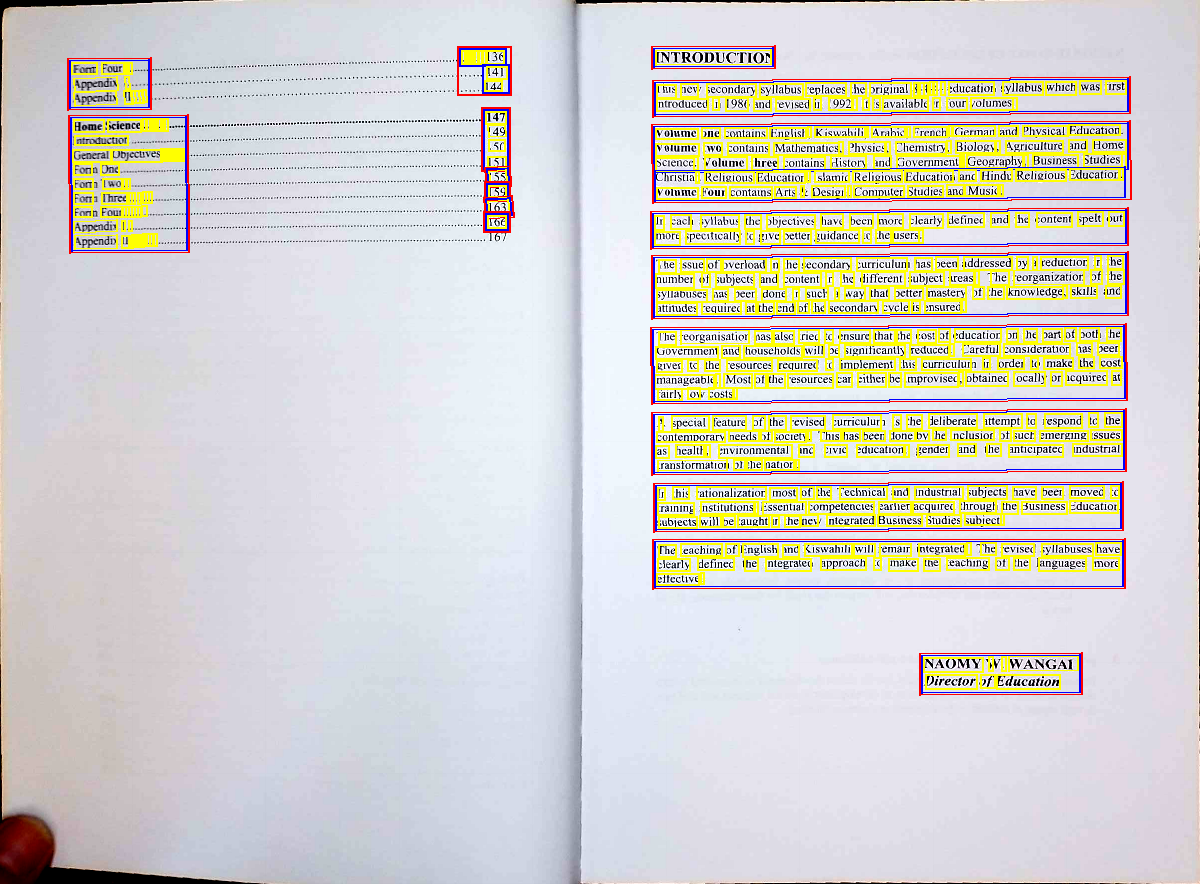 Form Four ... 136
Appendix I ... 141
Appendix II ... 144
Home Science ... 147
Introduction ... 149
General Objectives ... 150
Form One ... 151
Form Two ... 155
Form Three ... 159
Form Four ... 163
Appendix I ... 166
Appendix II ... 167
INTRODUCTION
This new secondary syllabus replaces the original 8-4-4 education syllabus which was first
introduced in 1986 and revised in 1992. It is available in four volumes.
Volume one contains English, Kiswahili, Arabic, French, German and Physical Education.
Volume two contains Mathematics, Physics, Chemistry, Biology, Agriculture and Home
Science. Volume three contains History and Government, Geography, Business Studies,
Christian Religious Education, Islamic Religious Education and Hindu Religious Education.
Volume Four contains Arts & Design, Computer Studies and Music.
In each syllabus the objectives have been more clearly defined and the content spelt out
more specifically to give better guidance to the users.
The issue of overload in the secondary curriculum has been addressed by a reduction in the
number of subjects and content in the different subject areas. The reorganization of the
syllabuses has been done in such a way that better mastery of the knowledge, skills and
attitudes required at the end of the secondary cycle is ensured.
The reorganisation has also tried to ensure that the cost of education on the part of both the
Government and households will be significantly reduced. Careful consideration has been
given to the resources required to implement this curriculum in order to make the cost
manageable. Most of the resources can either be improvised, obtained locally or acquired at
fairly low costs.
A special feature of the revised curriculum is the deliberate attempt to respond to the
contemporary needs of society. This has been done by the inclusion of such emerging issues
as health, environmental and civic education, gender and the anticipated industrial
transformation of the nation.
In this rationalization most of the Technical and industrial subjects have been moved to
training institutions. Essential competencies earlier acquired through the Business Education
subjects will be taught in the new integrated Business Studies subject.
The teaching of English and Kiswahili will remain integrated. The revised syllabuses have
clearly defined the integrated approach to make the teaching of the languages more
effective.
NAOMY W. WANGAI
Director of Education